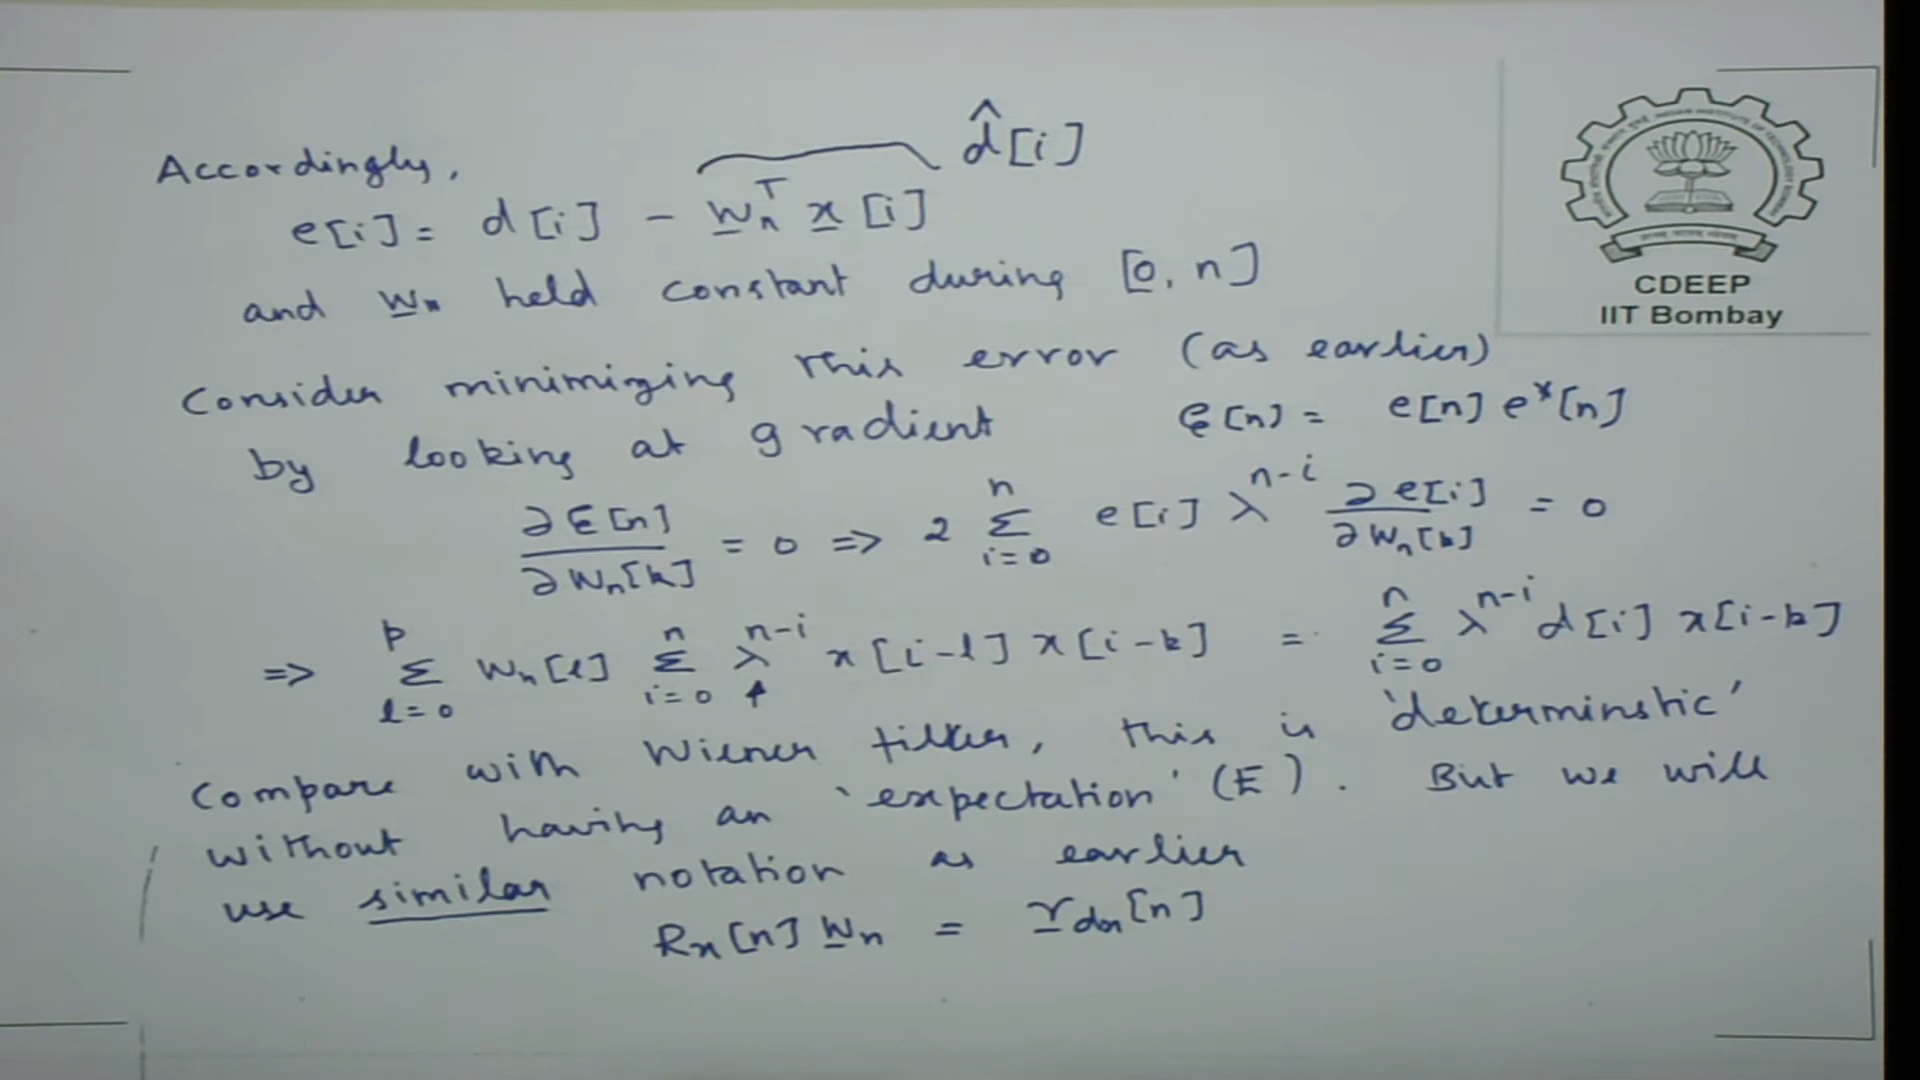 Accordingly, d̂[i]
e[i] = d[i] - w_n^T x[i]
and w_n held constant during [0, n]
Consider minimizing this error (as earlier)
by looking at gradient ξ[n] = e[n] e*[n]
∂ξ[n]/∂w_n[k] = 0 => 2 Σ_{i=0}^{n} e[i] λ^{n-i} ∂e[i]/∂w_n[k] = 0
=> Σ_{l=0}^{p} w_n[l] Σ_{i=0}^{n} λ^{n-i} x[i-l] x[i-k] = Σ_{i=0}^{n} λ^{n-i} d[i] x[i-k]
Compare with Wiener filter, this is 'determinstic'
without having an 'expectation' (E). But we will
use similar notation as earlier
R_x[n] w_n = r_dx[n]
CDEEP
IIT Bombay